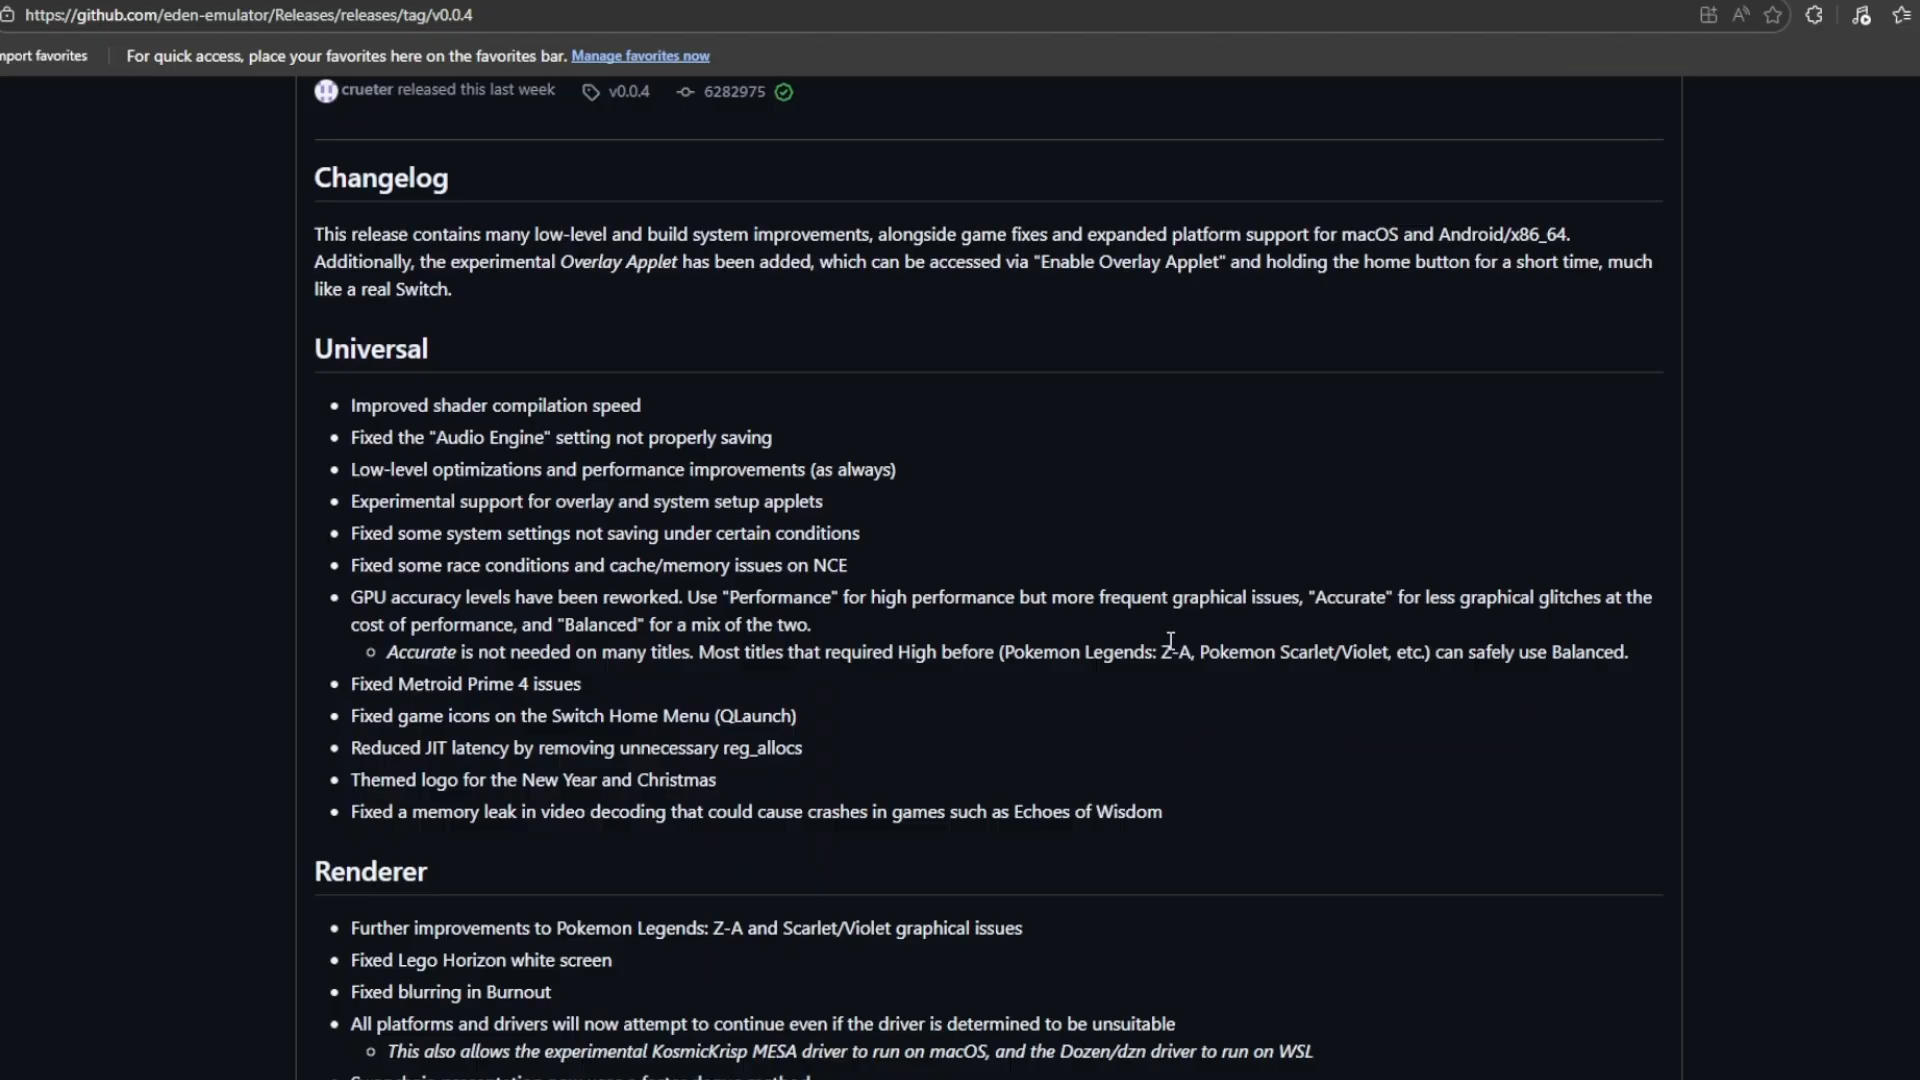 https://github.com/eden-emulator/Releases/releases/tag/v0.0.4
mport favorites
For quick access, place your favorites here on the favorites bar. Manage favorites now
crueter released this last week v0.0.4 6282975
Changelog
This release contains many low-level and build system improvements, alongside game fixes and expanded platform support for macOS and Android/x86_64.
Additionally, the experimental Overlay Applet has been added, which can be accessed via "Enable Overlay Applet" and holding the home button for a short time, much
like a real Switch.
Universal
• Improved shader compilation speed
• Fixed the "Audio Engine" setting not properly saving
• Low-level optimizations and performance improvements (as always)
• Experimental support for overlay and system setup applets
• Fixed some system settings not saving under certain conditions
• Fixed some race conditions and cache/memory issues on NCE
• GPU accuracy levels have been reworked. Use "Performance" for high performance but more frequent graphical issues, "Accurate" for less graphical glitches at the
cost of performance, and "Balanced" for a mix of the two.
◦ Accurate is not needed on many titles. Most titles that required High before (Pokemon Legends: Z-A, Pokemon Scarlet/Violet, etc.) can safely use Balanced.
• Fixed Metroid Prime 4 issues
• Fixed game icons on the Switch Home Menu (QLaunch)
• Reduced JIT latency by removing unnecessary reg_allocs
• Themed logo for the New Year and Christmas
• Fixed a memory leak in video decoding that could cause crashes in games such as Echoes of Wisdom
Renderer
• Further improvements to Pokemon Legends: Z-A and Scarlet/Violet graphical issues
• Fixed Lego Horizon white screen
• Fixed blurring in Burnout
• All platforms and drivers will now attempt to continue even if the driver is determined to be unsuitable
◦ This also allows the experimental KosmicKrisp MESA driver to run on macOS, and the Dozen/dzn driver to run on WSL